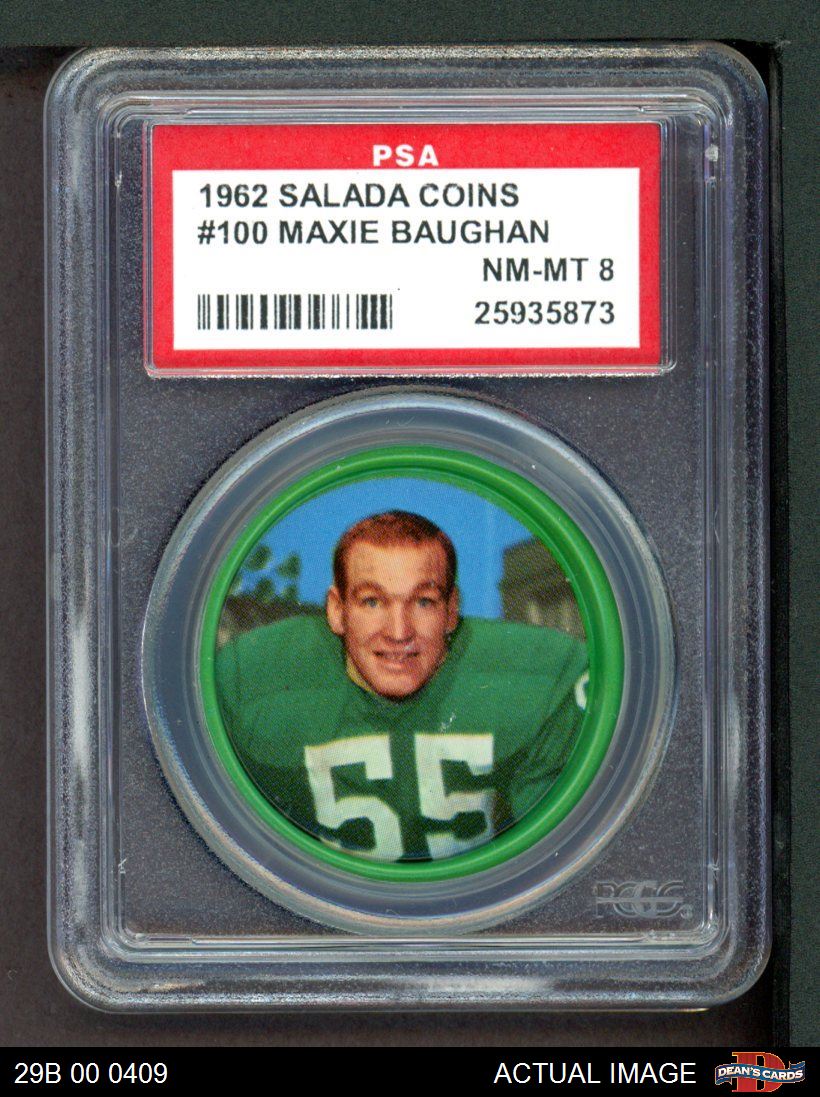 PSA
1962 SALADA COINS
#100 MAXIE BAUGHAN
NM-MT 8
25935873
55
PCGS
29B 00 0409
ACTUAL IMAGE
DEAN'S CARDS